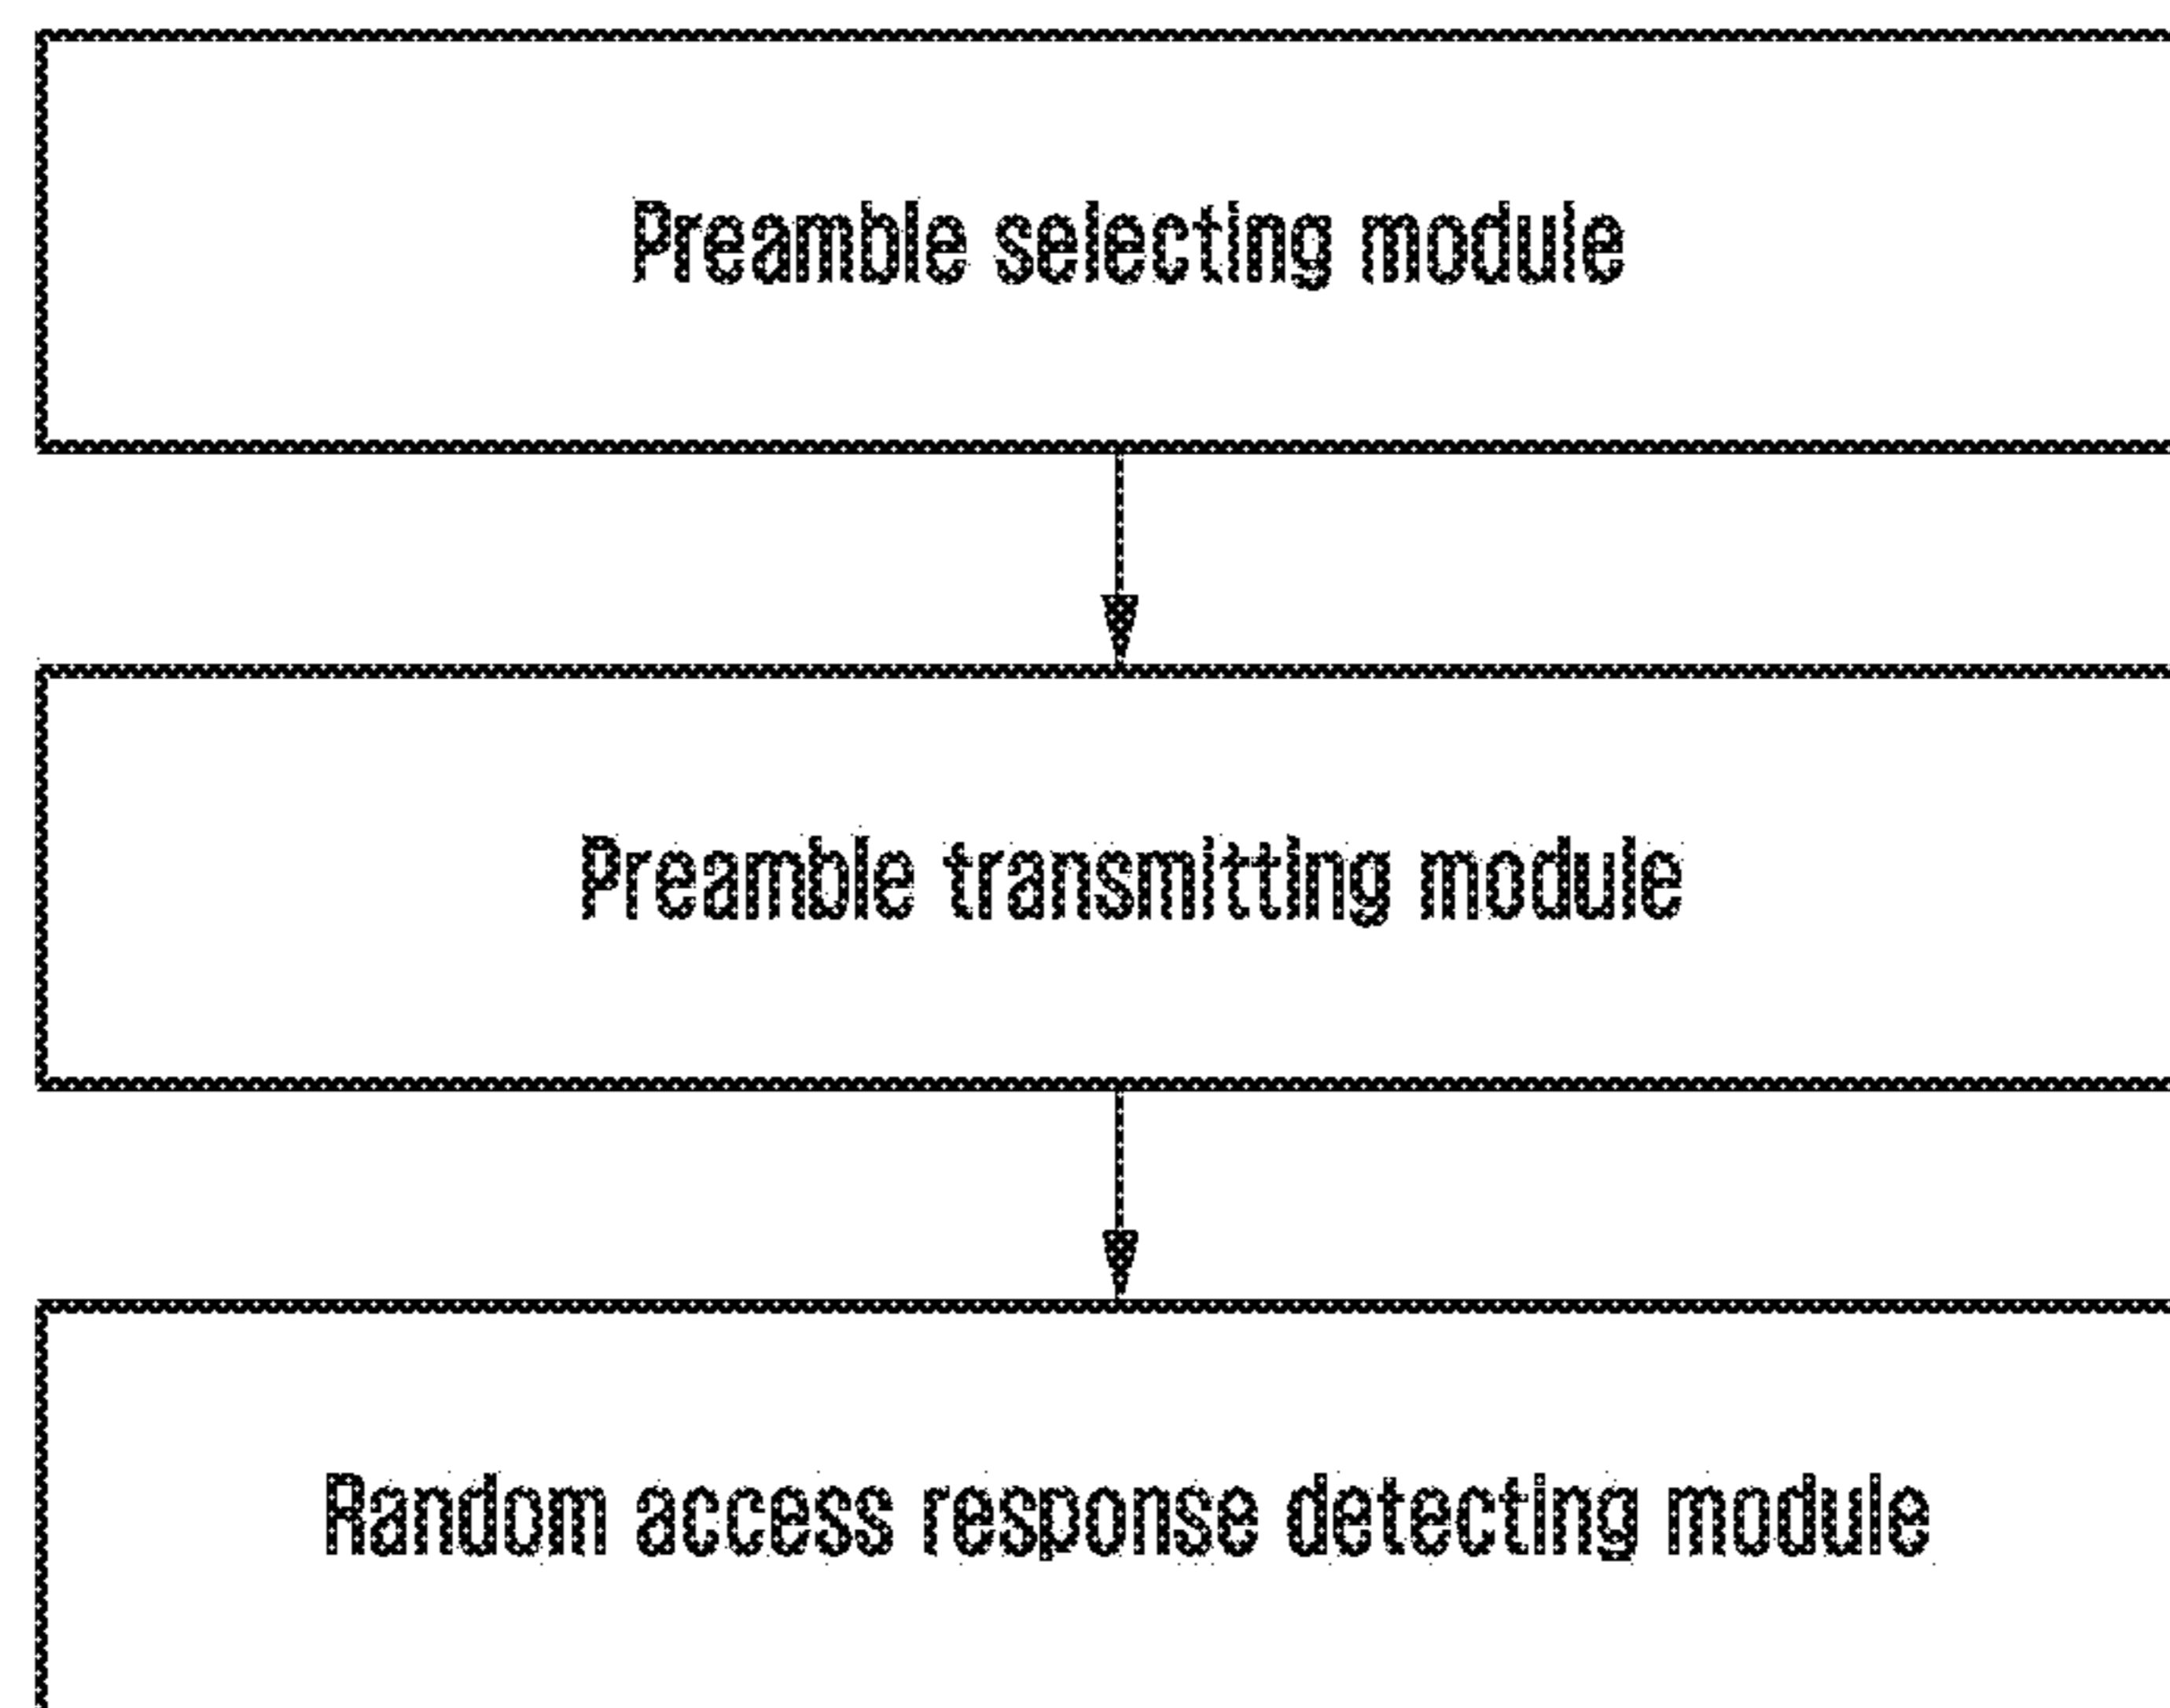 Preamble selecting module
Preamble transmitting module
Random access response detecting module